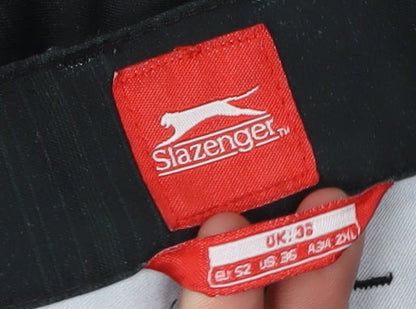 Slazenger™
UK: 36
EU: 52 US: 36 ASIA: 2XL